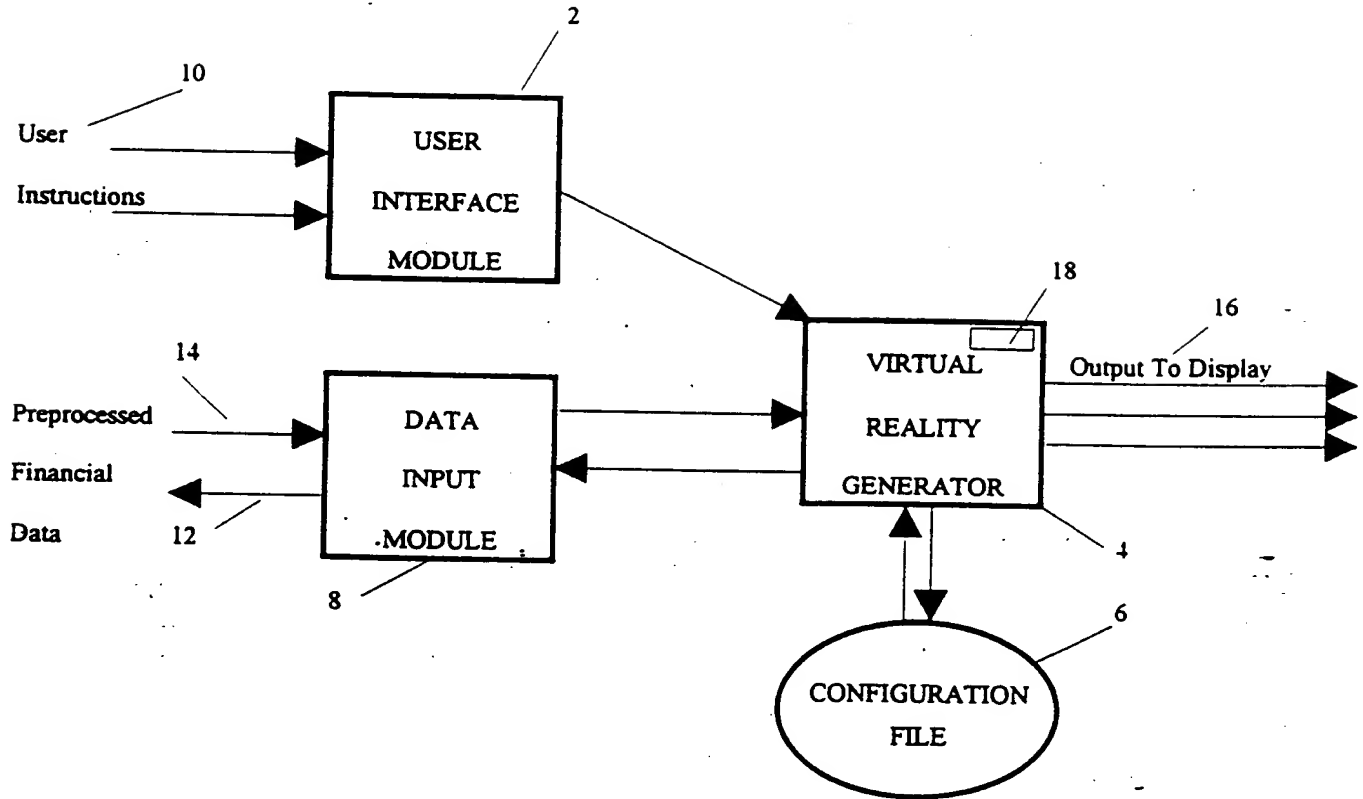 2
10
User
Instructions
USER
INTERFACE
MODULE
18
16
VIRTUAL
REALITY
GENERATOR
Output To Display
14
Preprocessed
Financial
Data
12
DATA
INPUT
MODULE
8
4
6
CONFIGURATION
FILE